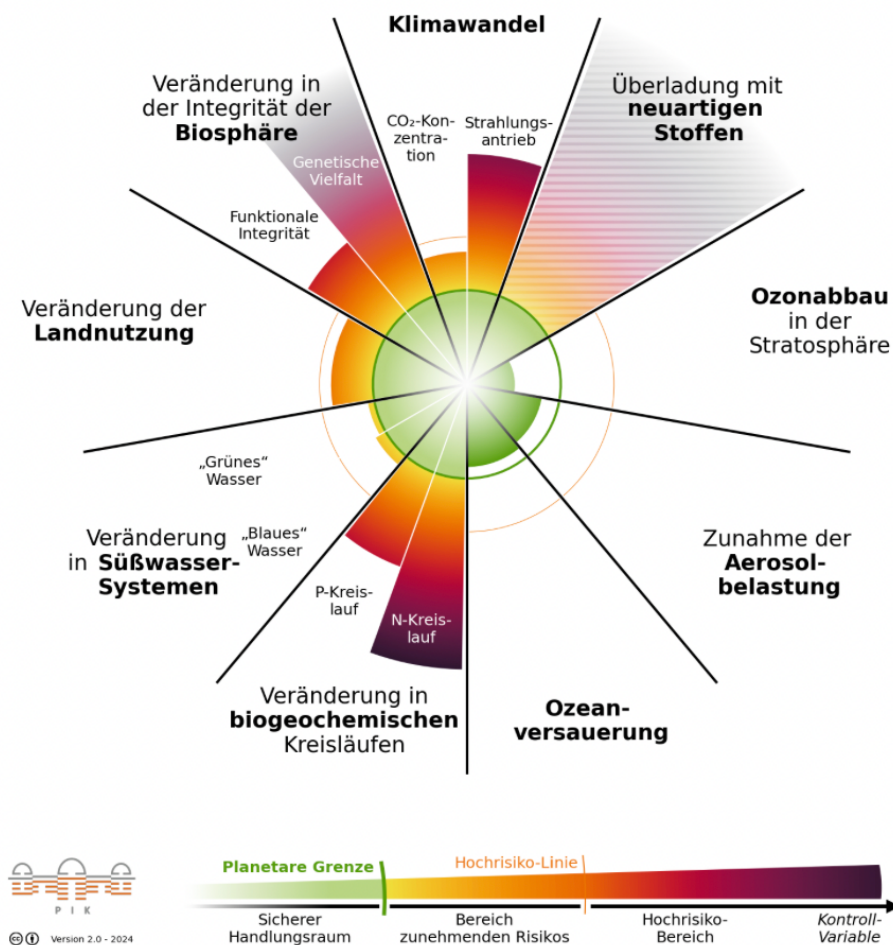 Klimawandel
CO₂-Kon-
zentra-
tion
Strahlungs-
antrieb
Überladung mit
neuartigen
Stoffen
Ozonabbau
in der
Stratosphäre
Zunahme der
Aerosol-
belastung
Ozean-
versauerung
Veränderung in
biogeochemischen
Kreisläufen
P-Kreis-
lauf
N-Kreis-
lauf
Veränderung
in Süßwasser-
Systemen
„Grünes“
Wasser
„Blaues“
Wasser
Veränderung der
Landnutzung
Veränderung in
der Integrität der
Biosphäre
Genetische
Vielfalt
Funktionale
Integrität
Planetare Grenze
Hochrisiko-Linie
Sicherer
Handlungsraum
Bereich
zunehmenden Risikos
Hochrisiko-
Bereich
Kontroll-
Variable
PIK
cc Version 2.0 - 2024